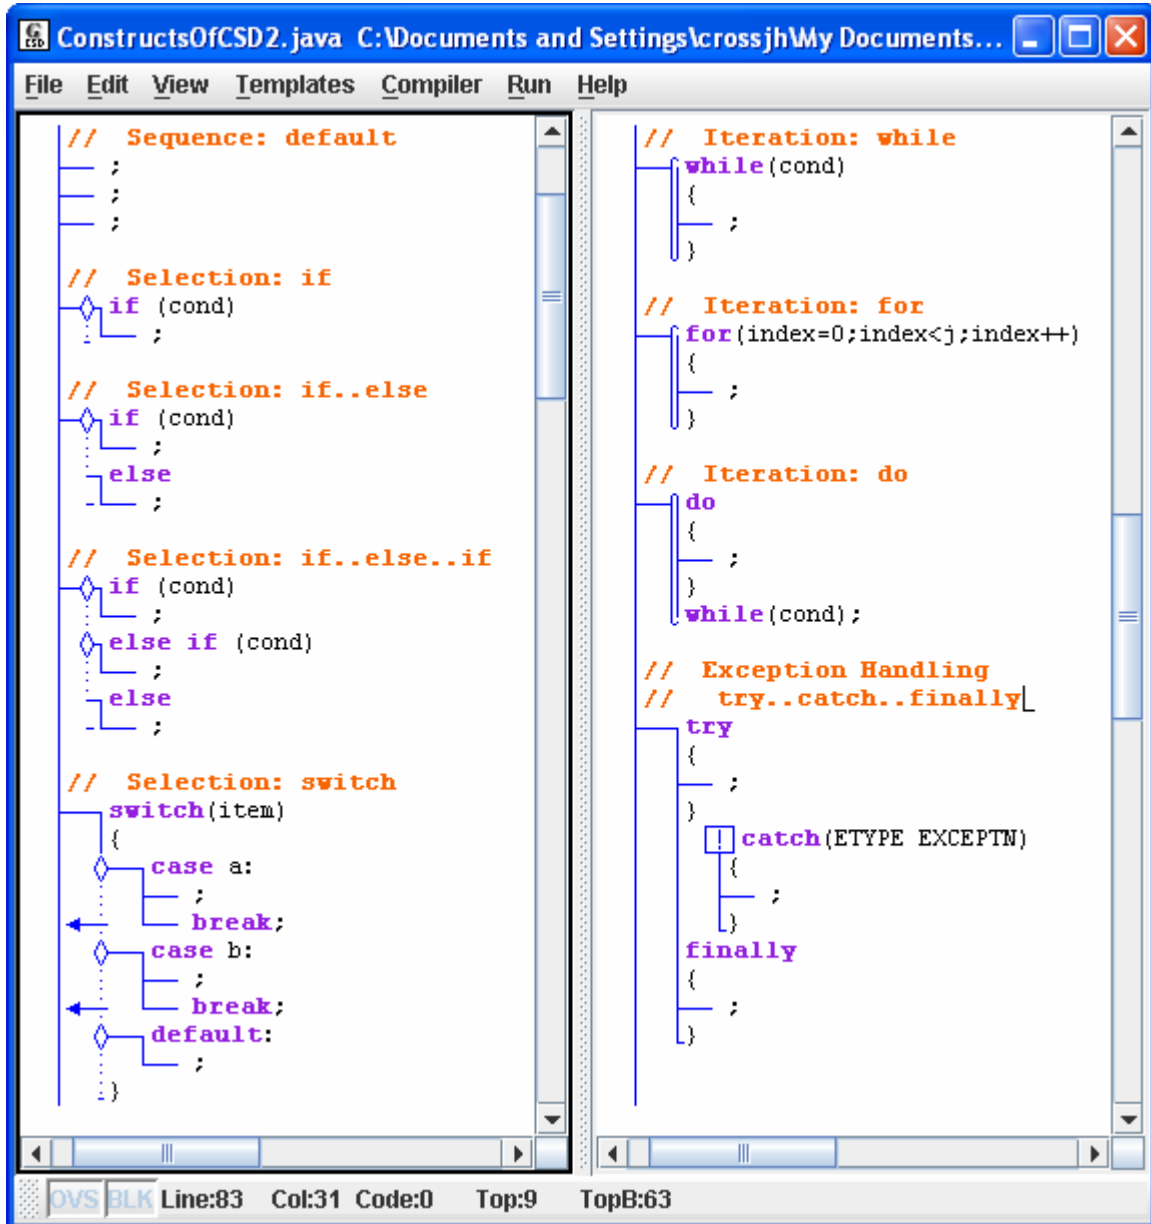 G
CSD
ConstructsOfCSD2.java C:\Documents and Settings\crossjh\My Documents...
File Edit View Templates Compiler Run Help
// Sequence: default
;
;
;
// Selection: if
if (cond)
;
// Selection: if..else
if (cond)
;
else
;
// Selection: if..else..if
if (cond)
;
else if (cond)
;
else
;
// Selection: switch
switch(item)
{
case a:
;
break;
case b:
;
break;
default:
;
}
// Iteration: while
while(cond)
{
;
}
// Iteration: for
for(index=0;index<j;index++)
{
;
}
// Iteration: do
do
{
;
}
while(cond);
// Exception Handling
// try..catch..finally
try
{
;
}
catch(ETYPE EXCEPTN)
{
;
}
finally
{
;
}
OVS BLK Line:83 Col:31 Code:0 Top:9 TopB:63